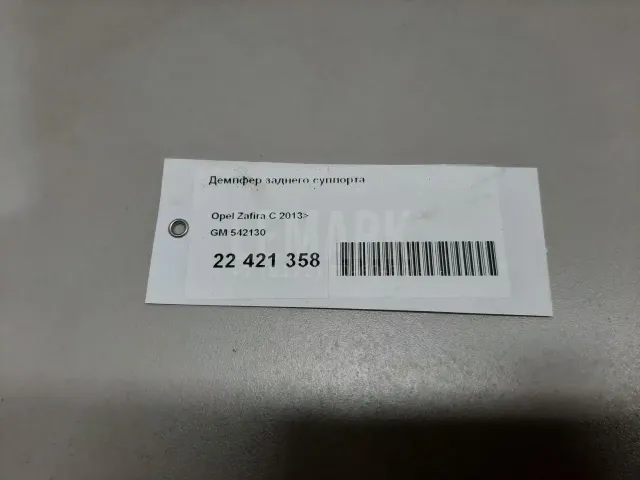 Демпфер заднего суппорта
Opel Zafira C 2013>
GM 542130
22 421 358